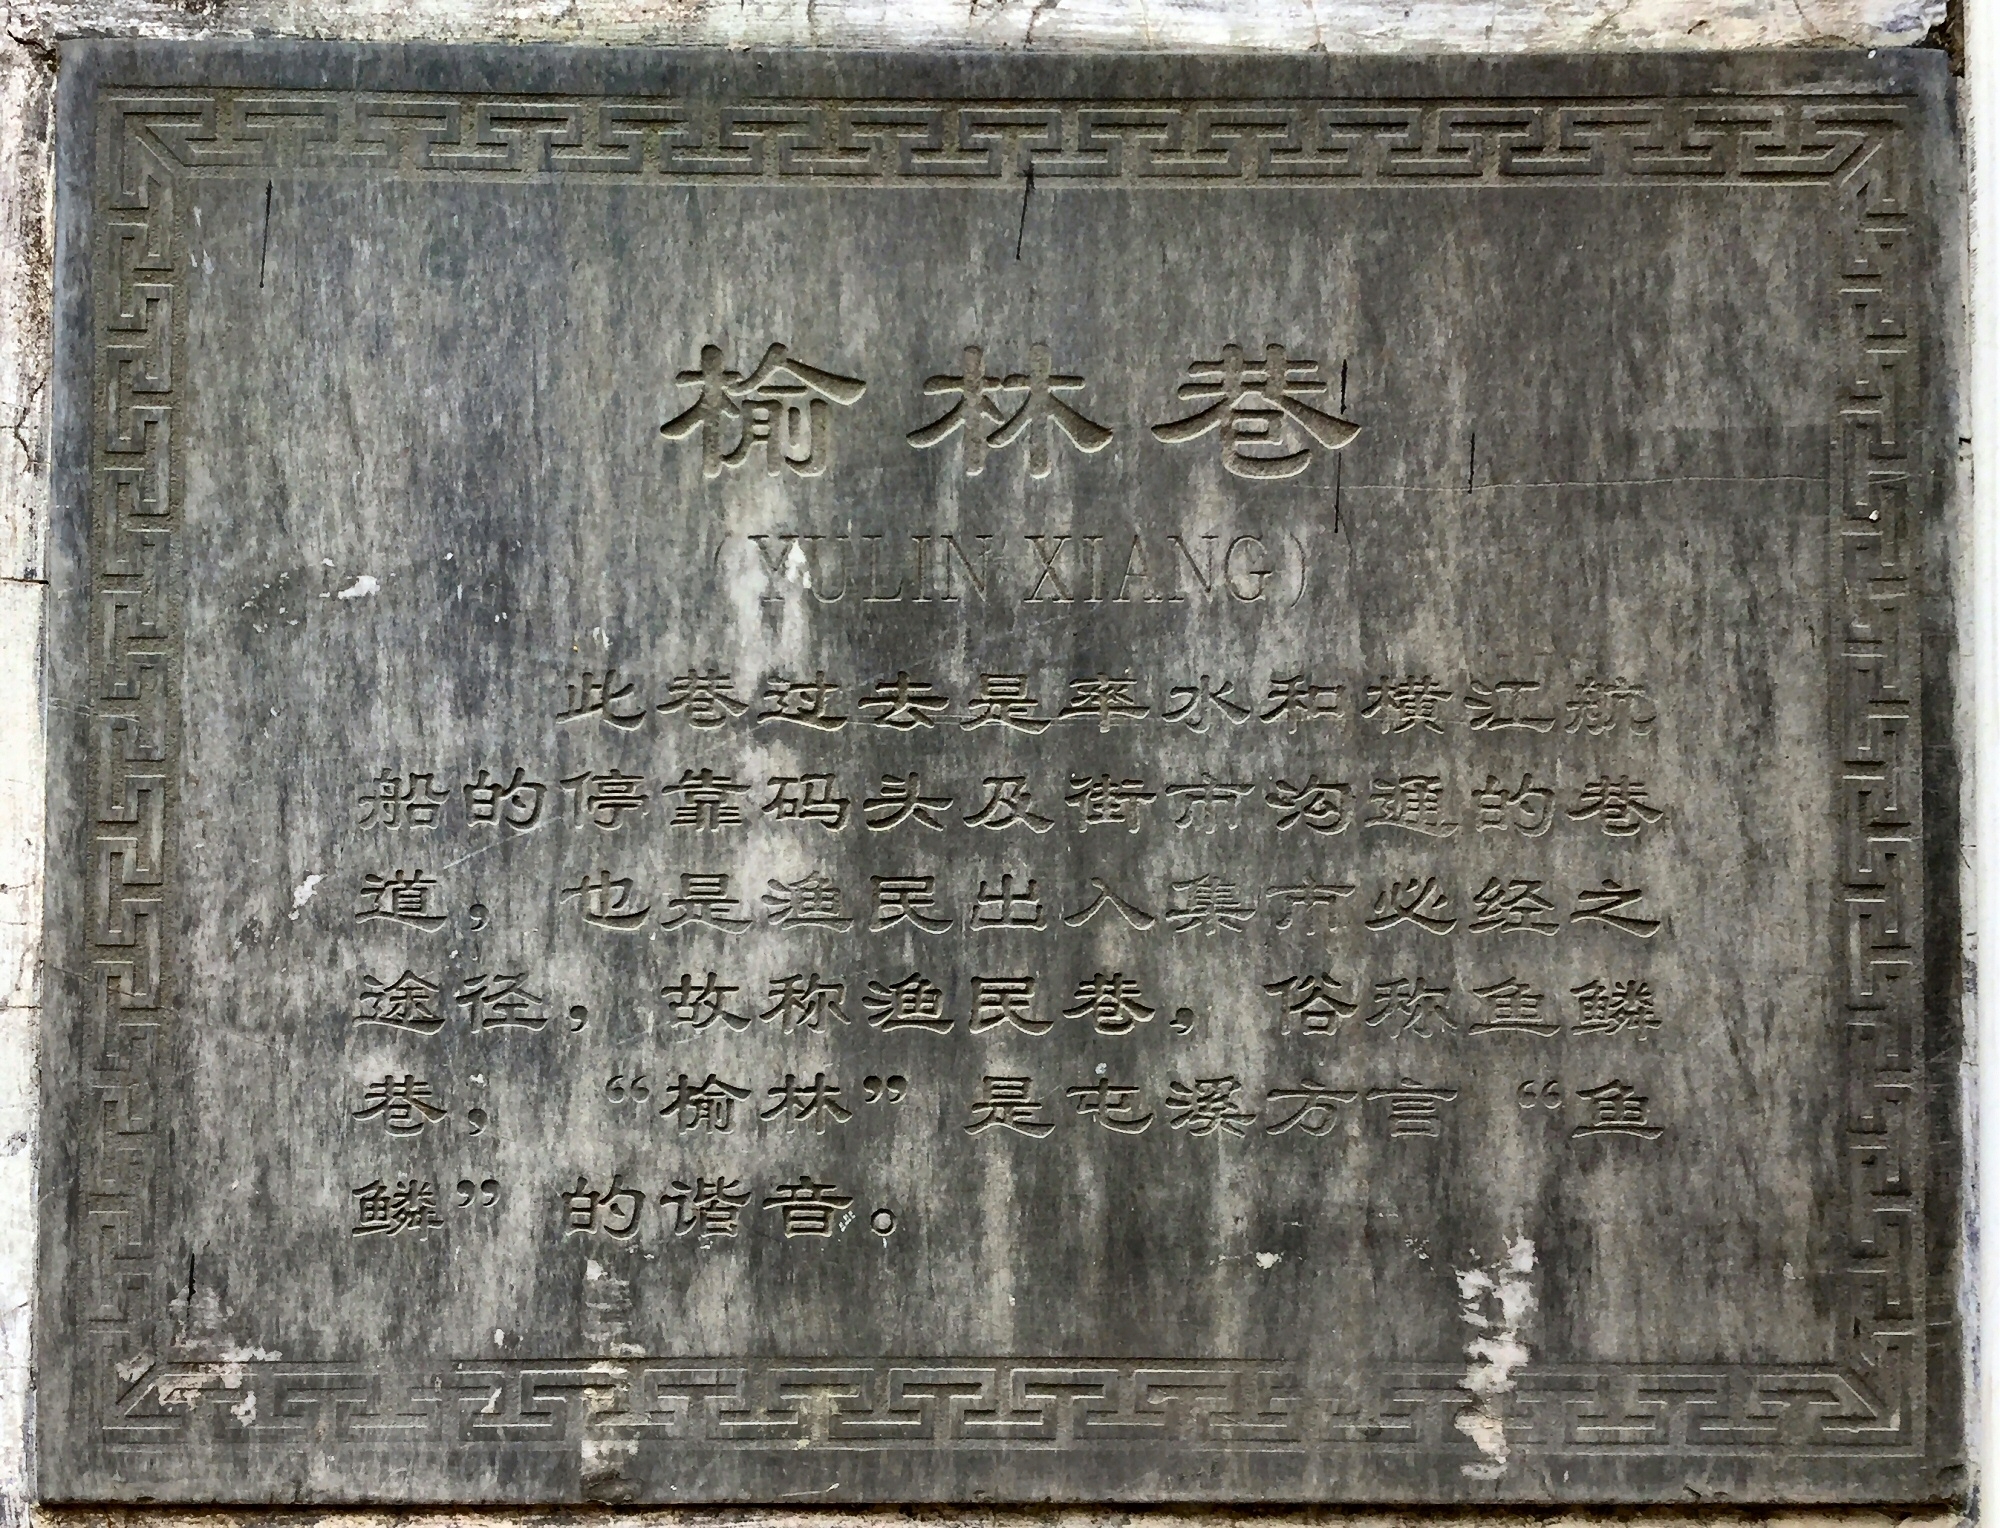 榆林巷
(YULIN XIANG)
此巷过去是率水和横江航
船的停靠码头及街市沟通的巷
道，也是渔民出入集市必经之
途径，故称渔民巷，俗称鱼鳞
巷；“榆林”是屯溪方言“鱼
鳞”的谐音。